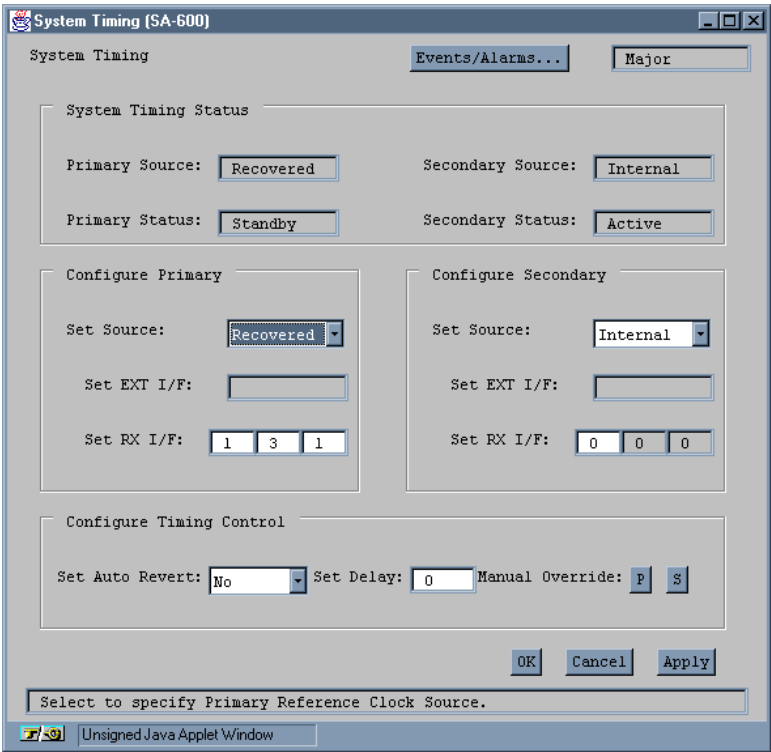 System Timing (SA-600)
System Timing Events/Alarms... Major
System Timing Status
Primary Source: Recovered Secondary Source: Internal
Primary Status: Standby Secondary Status: Active
Configure Primary Configure Secondary
Set Source: Recovered Set Source: Internal
Set EXT I/F: Set EXT I/F:
Set RX I/F: 1 3 1 Set RX I/F: 0 0 0
Configure Timing Control
Set Auto Revert: No Set Delay: 0 Manual Override: P S
OK Cancel Apply
Select to specify Primary Reference Clock Source.
Unsigned Java Applet Window